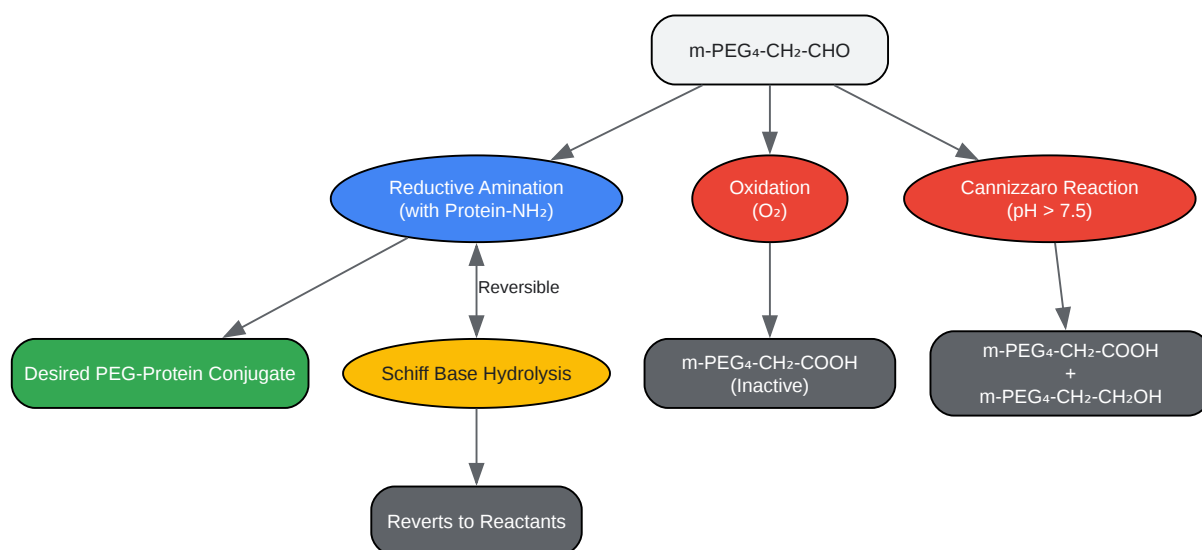 m-PEG₄-CH₂-CHO
Reductive Amination
(with Protein-NH₂)
Oxidation
(O₂)
Cannizzaro Reaction
(pH > 7.5)
Reversible
Desired PEG-Protein Conjugate
Schiff Base Hydrolysis
m-PEG₄-CH₂-COOH
(Inactive)
m-PEG₄-CH₂-COOH
+
m-PEG₄-CH₂-CH₂OH
Reverts to Reactants